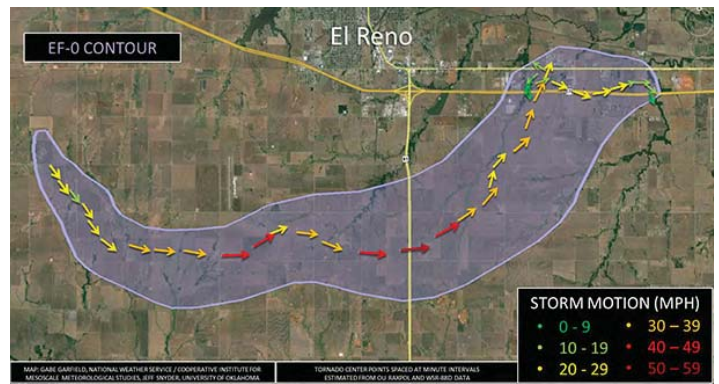 EF-0 CONTOUR
El Reno
STORM MOTION (MPH)
0 - 9
30 – 39
10 - 19
40 – 49
20 - 29
50 – 59
MAP: GABE GARFIELD, NATIONAL WEATHER SERVICE / COOPERATIVE INSTITUTE FOR
MESOSCALE METEOROLOGICAL STUDIES, JEFF SNYDER, UNIVERSITY OF OKLAHOMA
TORNADO CENTER POINTS SPACED AT MINUTE INTERVALS
ESTIMATED FROM OU RAXPOL AND WSR-88D DATA